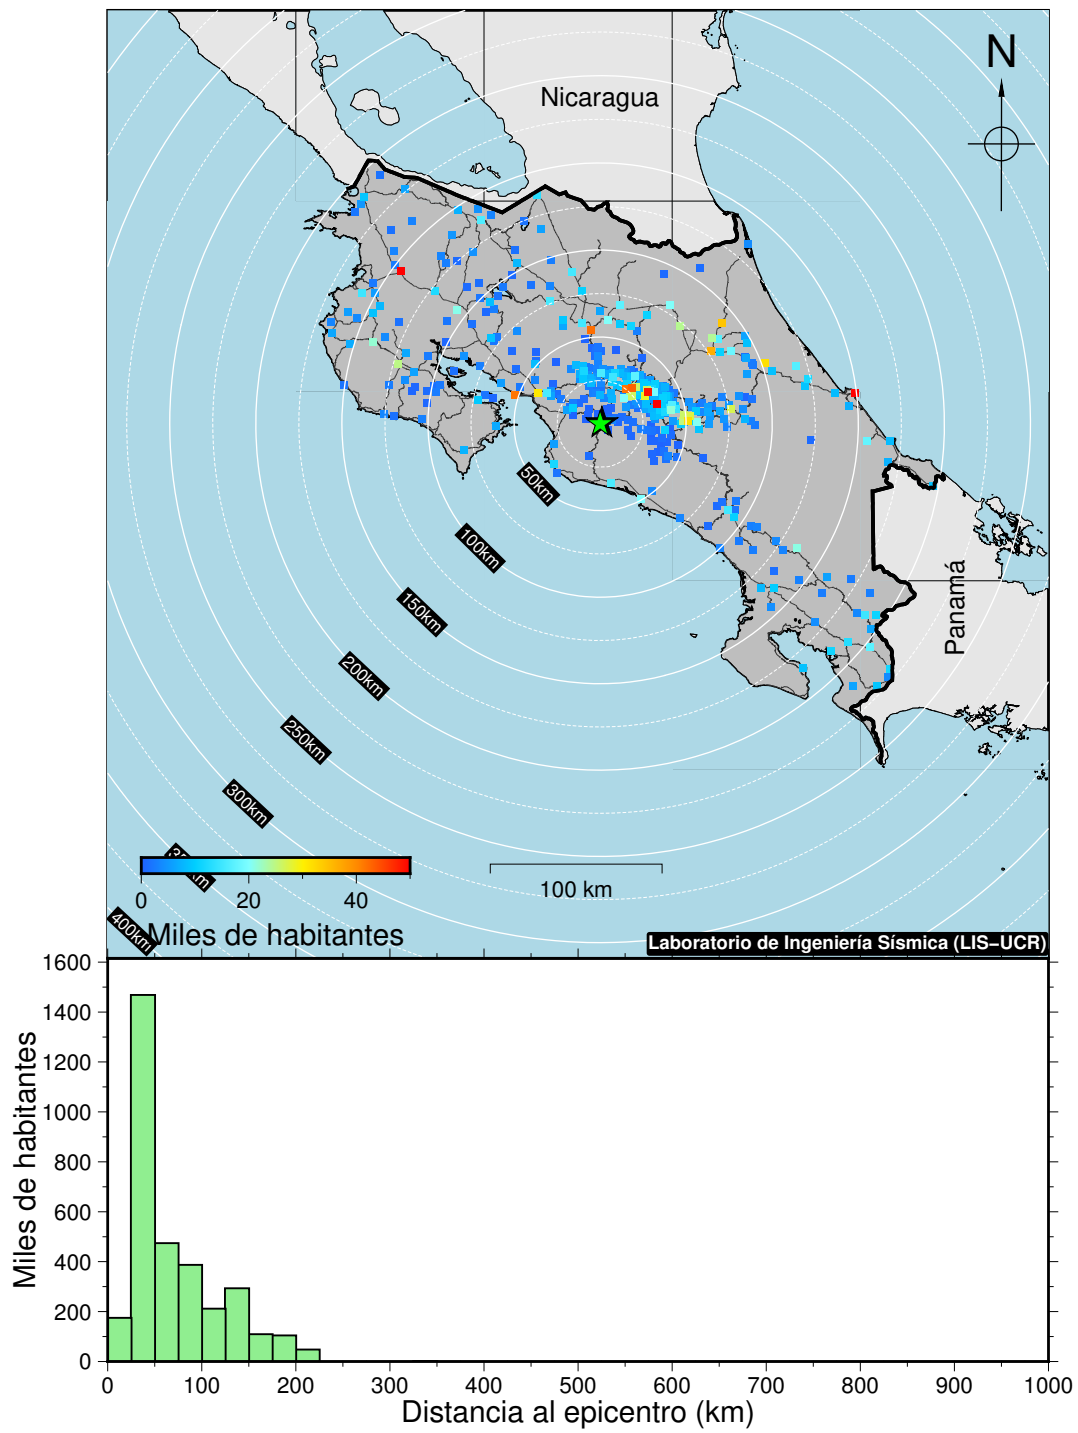 Nicaragua
N
Panamá
50km
100km
150km
200km
250km
300km
400km
0 20 40
Miles de habitantes
100 km
Laboratorio de Ingeniería Sísmica (LIS−UCR)
Miles de habitantes
1600
1400
1200
1000
800
600
400
200
0
0 100 200 300 400 500 600 700 800 900 1000
Distancia al epicentro (km)